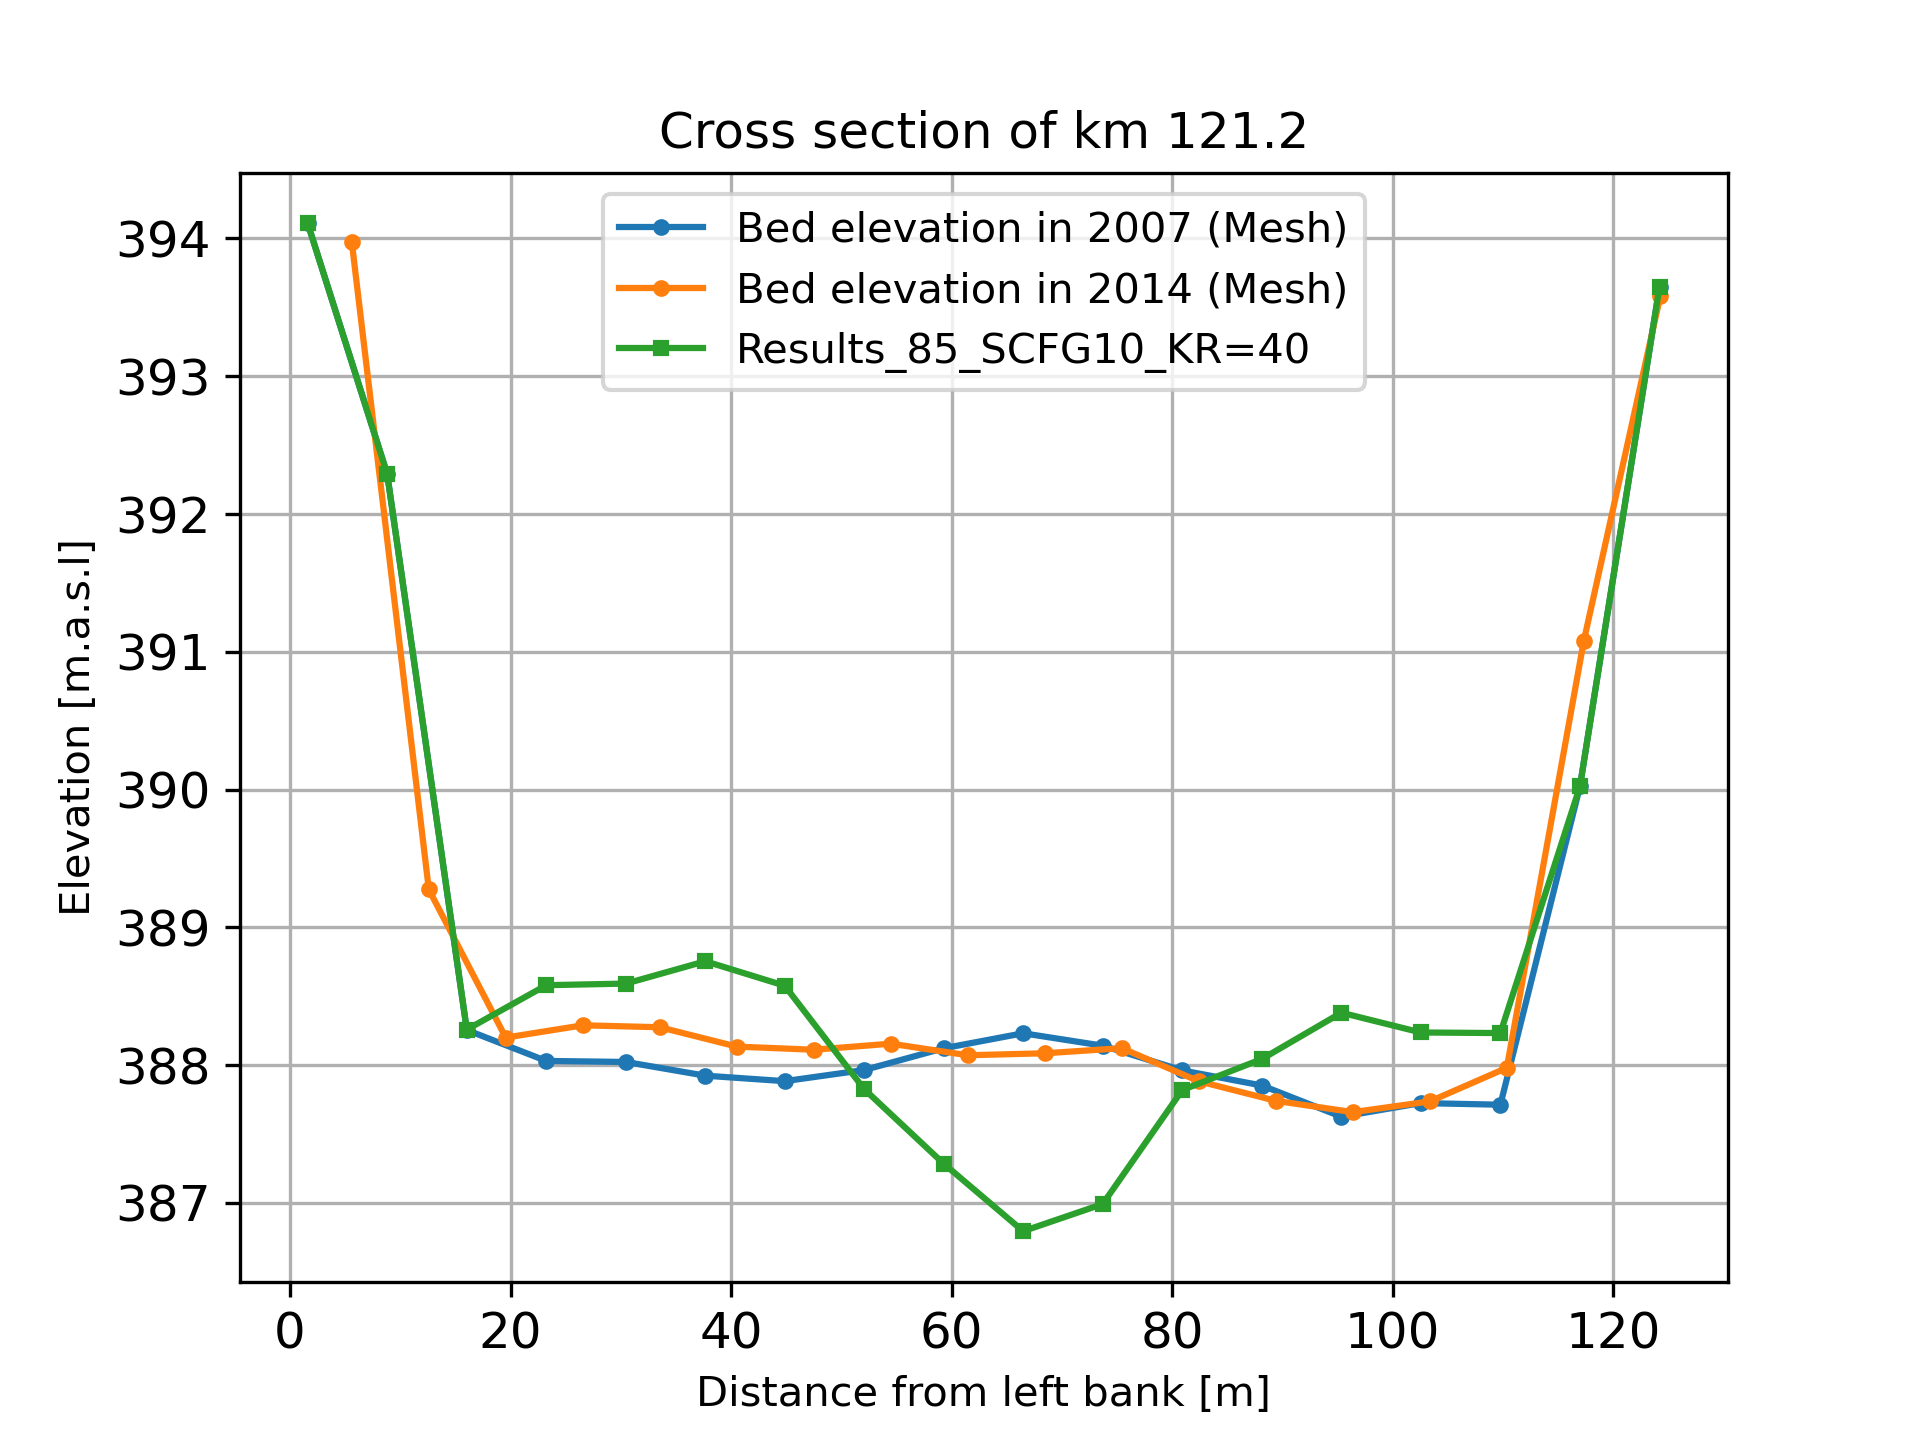 Cross section of km 121.2
Bed elevation in 2007 (Mesh)
Bed elevation in 2014 (Mesh)
Results_85_SCFG10_KR=40
394
393
392
391
390
389
388
387
Elevation [m.a.s.l]
0 20 40 60 80 100 120
Distance from left bank [m]